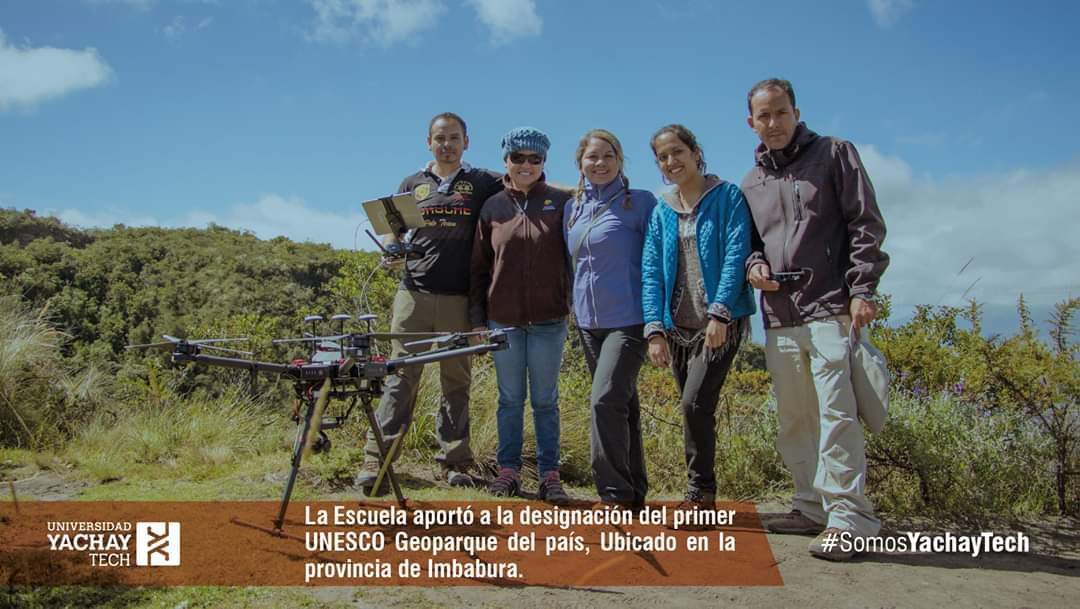 PORSCHE
La Escuela aportó a la designación del primer
UNESCO Geoparque del país, Ubicado en la
provincia de Imbabura.
UNIVERSIDAD
YACHAY
TECH
#SomosYachayTech